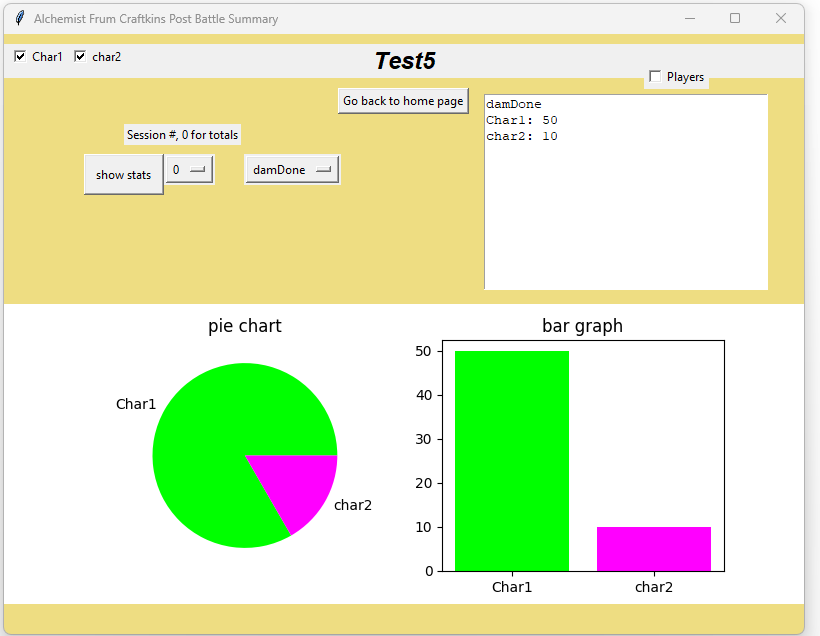 Alchemist Frum Craftkins Post Battle Summary
Char1 char2
Test5
Players
Go back to home page
damDone
Char1: 50
char2: 10
Session #, 0 for totals
show stats 0 damDone
pie chart
Char1
char2
bar graph
50
40
30
20
10
0
Char1 char2